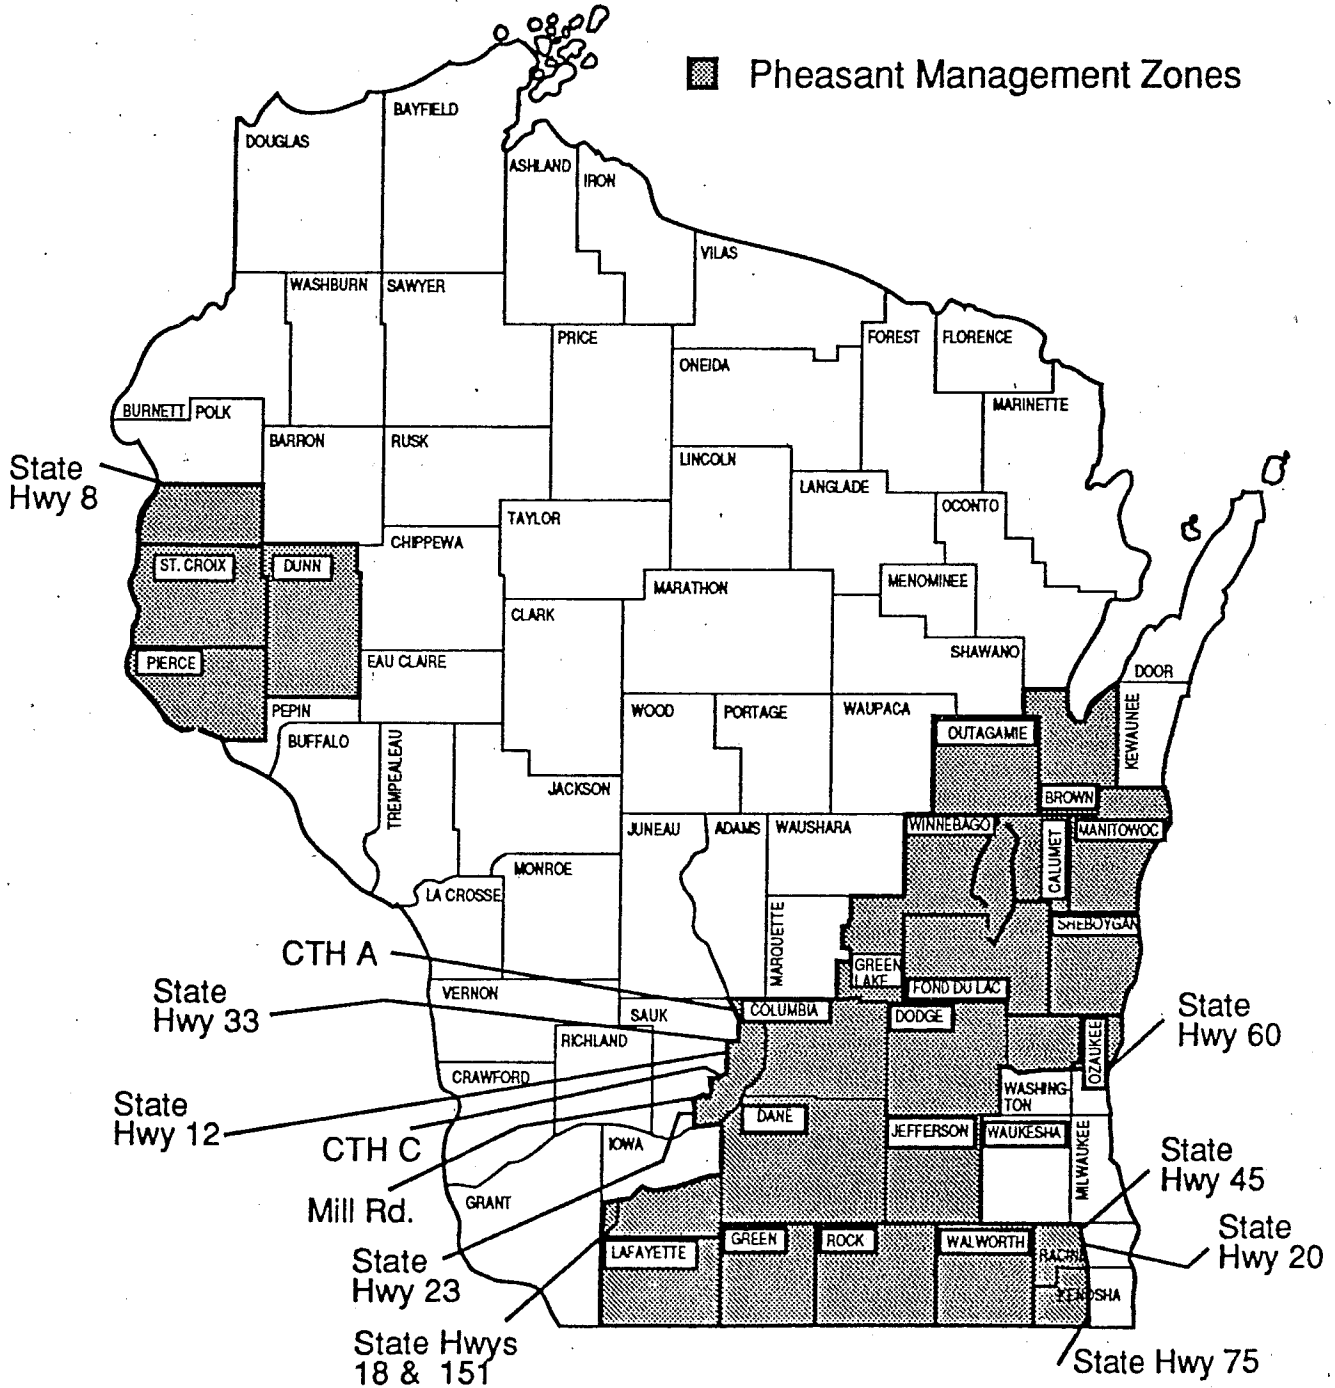 Pheasant Management Zones
BAYFIELD
DOUGLAS
ASHLAND
IRON
VILAS
WASHBURN
SAWYER
PRICE
FOREST
FLORENCE
ONEIDA
BURNETT
POLK
MARINETTE
BARRON
RUSK
LINCOLN
State
Hwy 8
LANGLADE
OCONTO
TAYLOR
CHIPPEWA
ST. CROIX
DUNN
MENOMINEE
MARATHON
CLARK
SHAWANO
PIERCE
EAU CLAIRE
DOOR
PEPIN
WOOD
PORTAGE
WAUPACA
KEWAUNEE
BUFFALO
TREMPEALEAU
OUTAGAMIE
JACKSON
BROWN
JUNEAU
ADAMS
WAUSHARA
WINNEBAGO
CALUMET
MANITOWOC
MONROE
LA CROSSE
MARQUETTE
SHEBOYGAN
CTH A
GREEN
LAKE
FOND DU LAC
VERNON
State
Hwy 33
SAUK
COLUMBIA
DODGE
State
Hwy 60
RICHLAND
OZAUKEE
CRAWFORD
WASHING-
TON
State
Hwy 12
DANE
JEFFERSON
WAUKESHA
MILWAUKEE
CTH C
IOWA
State
Hwy 45
GRANT
Mill Rd.
State
Hwy 20
LAFAYETTE
GREEN
ROCK
WALWORTH
RACINE
State
Hwy 23
KENOSHA
State Hwys
18 & 151
State Hwy 75